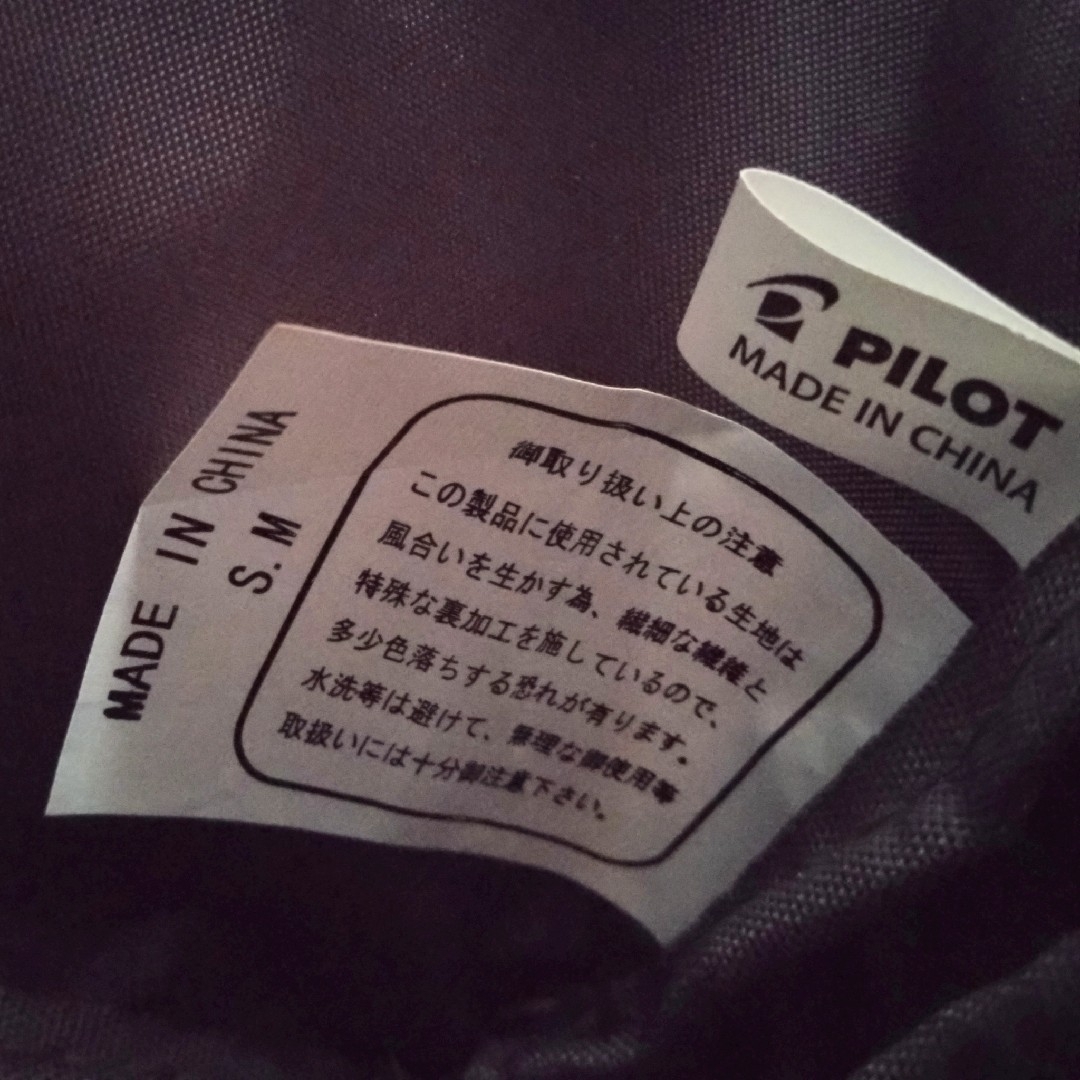 PILOT
MADE IN CHINA
MADE IN CHINA
S.M
御取り扱い上の注意
この製品に使用されている生地は
風合いを生かす為、繊細な繊維と
特殊な裏加工を施しているので、
多少色落ちする恐れが有ります。
水洗等は避けて、管理な御使用等
取扱いには十分御注意下さい。